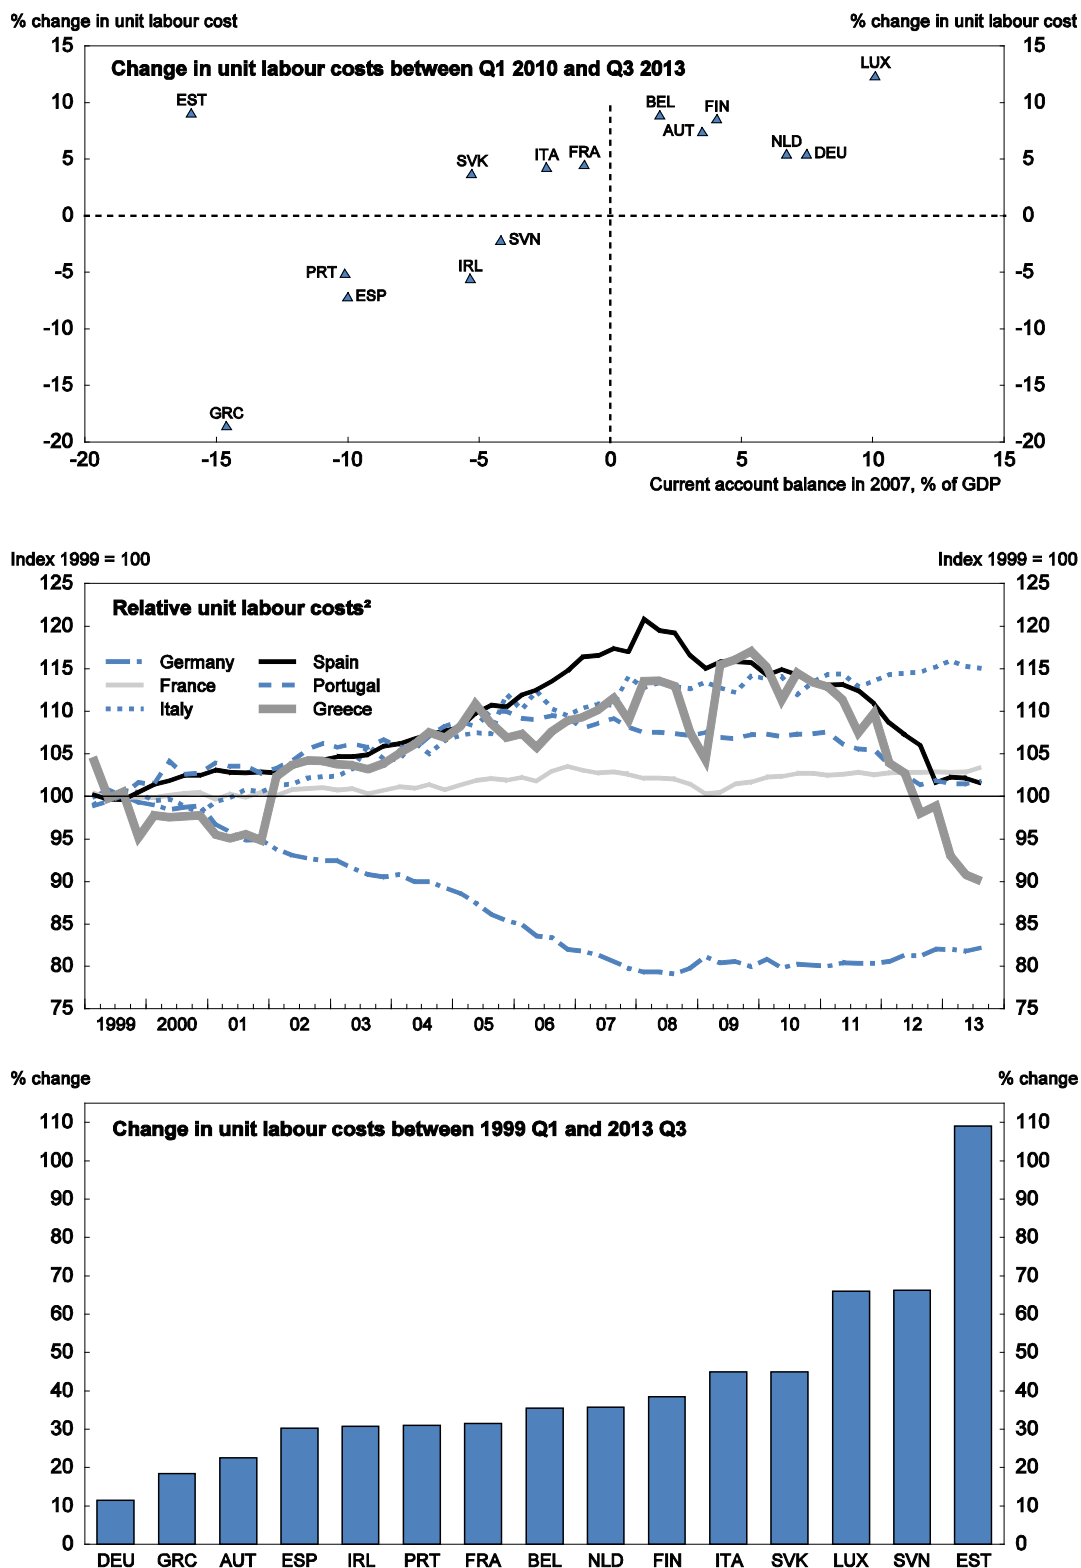 % change in unit labour cost % change in unit labour cost
15 15
Change in unit labour costs between Q1 2010 and Q3 2013
LUX
EST BEL FIN
10 10
AUT
NLD DEU
SVK ITA FRA
5 5
0 0
SVN
PRT IRL
-5 -5
ESP
-10 -10
-15 -15
GRC
-20 -20
-20 -15 -10 -5 0 5 10 15
Current account balance in 2007, % of GDP
Index 1999 = 100 Index 1999 = 100
125 125
Relative unit labour costs²
120 120
Germany Spain
115 115
France Portugal
Italy Greece
110 110
105 105
100 100
95 95
90 90
85 85
80 80
75 75
1999 2000 01 02 03 04 05 06 07 08 09 10 11 12 13
% change % change
110 110
Change in unit labour costs between 1999 Q1 and 2013 Q3
100 100
90 90
80 80
70 70
60 60
50 50
40 40
30 30
20 20
10 10
0 0
DEU GRC AUT ESP IRL PRT FRA BEL NLD FIN ITA SVK LUX SVN EST